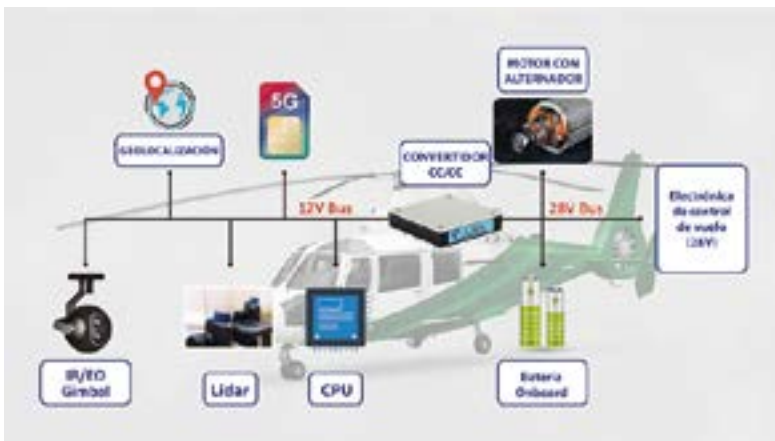 MOTOR CON
ALTERNADOR
5G
GEOLOCALIZACIÓN
CONVERTIDOR
CC/CC
12V Bus
28V Bus
Electrónica
de control
de vuelo
(28V)
IR/EO
Gimbal
Lidar
CPU
Batería
Onboard